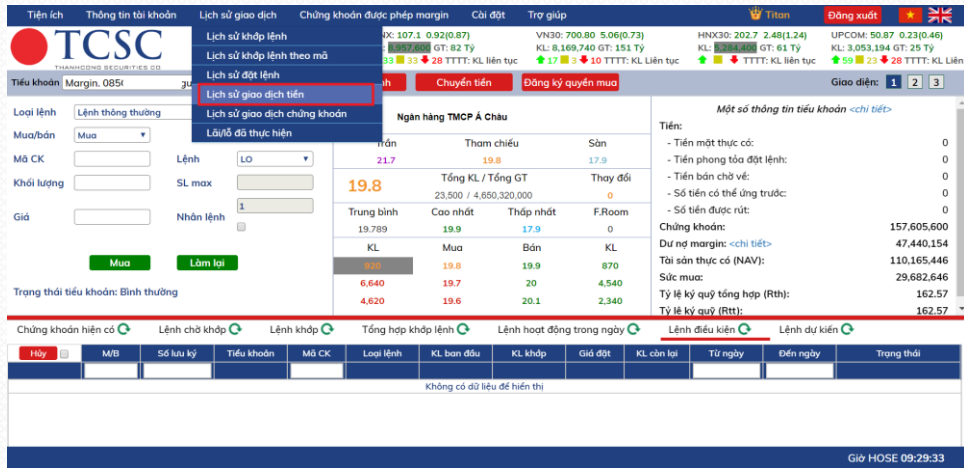 Tiện ích Thông tin tài khoản Lịch sử giao dịch Chứng khoán được phép margin Cài đặt Trợ giúp Titan Đăng xuất
TCSC
THANHCONG SECURITIES CO
Lịch sử khớp lệnh
Lịch sử khớp lệnh theo mã
Lịch sử đặt lệnh
Lịch sử giao dịch tiền
Lịch sử giao dịch chứng khoán
Lãi/lỗ đã thực hiện
107.1 0.92(0.87) VN30: 700.80 5.06(0.73) HNX30: 202.7 2.48(1.24) UPCOM: 50.87 0.23(0.46)
8,957,600 GT: 82 Tỷ KL: 8,169,740 GT: 151 Tỷ KL: 5,284,400 GT: 61 Tỷ KL: 3,053,194 GT: 25 Tỷ
33 33 28 TTTT: KL liên tục 17 3 10 TTTT: KL Liên tục TTTT: KL liên tục 59 23 28 TTTT: KL Liên
Tiểu khoản Margin. 085 Chuyển tiền Đăng ký quyền mua Giao diện: 1 2 3
Loại lệnh Lệnh thông thường
Mua/bán Mua
Mã CK Lệnh LO
Khối lượng SL max
Giá Nhân lệnh 1
Mua Làm lại
Trạng thái tiểu khoản: Bình thường
Ngân hàng TMCP Á Châu
Trần Tham chiếu Sàn
21.7 19.8 17.9
19.8 Tổng KL / Tổng GT Thay đổi
23,500 / 4,650,320,000 0
Trung bình Cao nhất Thấp nhất F.Room
19.789 19.9 17.9 0
KL Mua Bán KL
920 19.8 19.9 870
6,640 19.7 20 4,540
4,620 19.6 20.1 2,340
Một số thông tin tiểu khoản <chi tiết>
Tiền:
- Tiền mặt thực có: 0
- Tiền phong tỏa đặt lệnh: 0
- Tiền bán chờ về: 0
- Số tiền có thể ứng trước: 0
- Số tiền được rút: 0
Chứng khoán: 157,605,600
Dư nợ margin: <chi tiết> 47,440,154
Tài sản thực có (NAV): 110,165,446
Sức mua: 29,682,646
Tỷ lệ ký quỹ tổng hợp (Rth): 162.57
Tỷ lệ ký quỹ (Rtt): 162.57
Chứng khoán hiện có Lệnh chờ khớp Lệnh khớp Tổng hợp khớp lệnh Lệnh hoạt động trong ngày Lệnh điều kiện Lệnh dự kiến
Hủy M/B Số lưu ký Tiểu khoản Mã CK Loại lệnh KL ban đầu KL khớp Giá đặt KL còn lại Từ ngày Đến ngày Trạng thái
Không có dữ liệu để hiển thị
Giờ HOSE 09:29:33